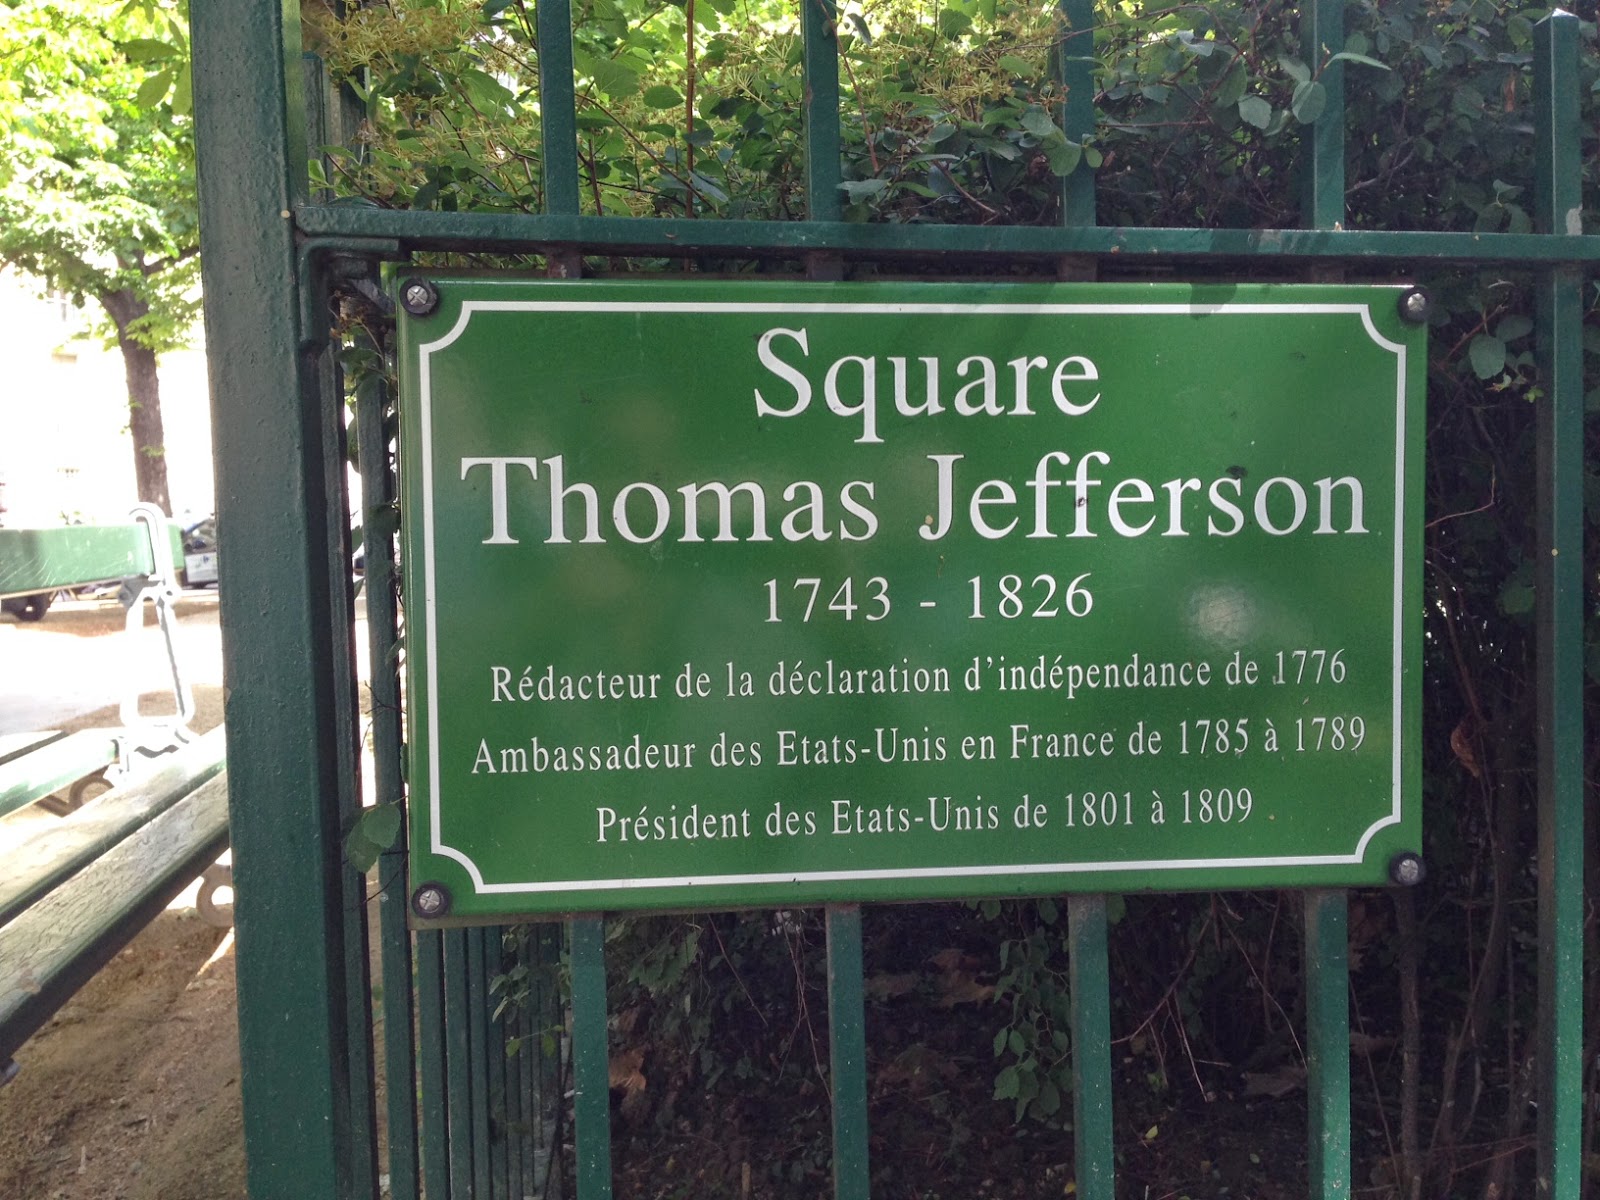 Square
Thomas Jefferson
1743 - 1826
Rédacteur de la déclaration d'indépendance de 1776
Ambassadeur des Etats-Unis en France de 1785 à 1789
Président des Etats-Unis de 1801 à 1809